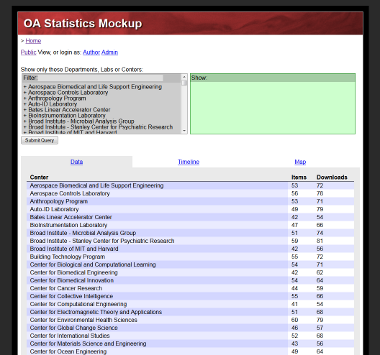 OA Statistics Mockup
> Home
Public View, or login as: Author Admin
Show only those Departments, Labs or Centers:
Filter:
Show:
+ Aerospace Biomedical and Life Support Engineering
+ Aerospace Controls Laboratory
+ Anthropology Program
+ Auto-ID Laboratory
+ Bates Linear Accelerator Center
+ BioInstrumentation Laboratory
+ Broad Institute - Microbial Analysis Group
+ Broad Institute - Stanley Center for Psychiatric Research
+ Broad Institute of MIT and Harvard
Submit Query
Data Timeline Map
Center Items Downloads
Aerospace Biomedical and Life Support Engineering 53 72
Aerospace Controls Laboratory 56 76
Anthropology Program 53 71
Auto-ID Laboratory 49 79
Bates Linear Accelerator Center 42 54
BioInstrumentation Laboratory 47 66
Broad Institute - Microbial Analysis Group 51 74
Broad Institute - Stanley Center for Psychiatric Research 59 81
Broad Institute of MIT and Harvard 42 56
Building Technology Program 55 72
Center for Biological and Computational Learning 54 71
Center for Biomedical Engineering 42 62
Center for Biomedical Innovation 54 64
Center for Cancer Research 44 59
Center for Collective Intelligence 55 66
Center for Computational Engineering 41 54
Center for Electromagnetic Theory and Applications 51 68
Center for Environmental Health Sciences 60 79
Center for Global Change Science 46 57
Center for International Studies 52 68
Center for Materials Science and Engineering 43 56
Center for Ocean Engineering 49 64